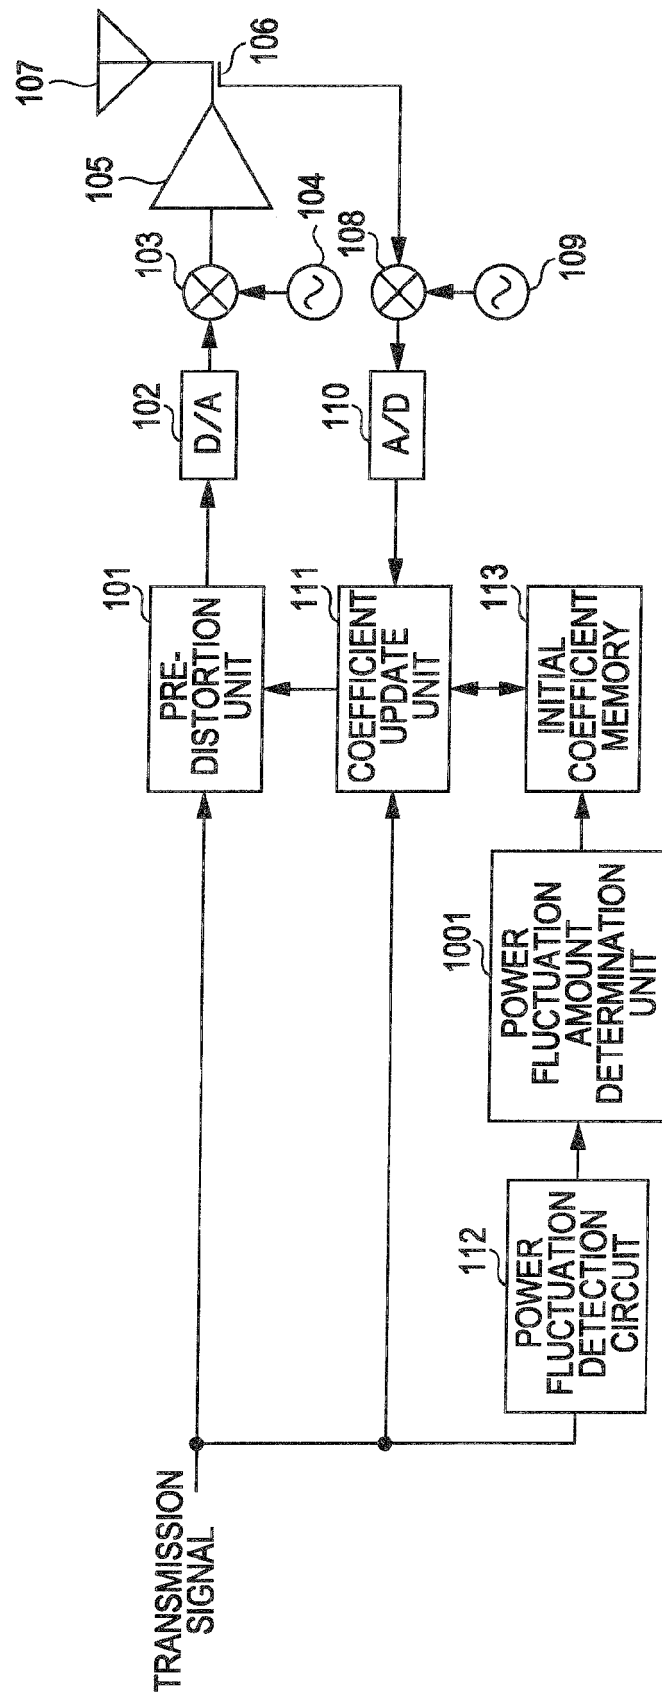 TRANSMISSION
SIGNAL
101
PRE-
DISTORTION
UNIT
102
D/A
103
104
105
106
107
108
109
110
A/D
111
COEFFICIENT
UPDATE
UNIT
112
POWER
FLUCTUATION
DETECTION
CIRCUIT
1001
POWER
FLUCTUATION
AMOUNT
DETERMINATION
UNIT
113
INITIAL
COEFFICIENT
MEMORY